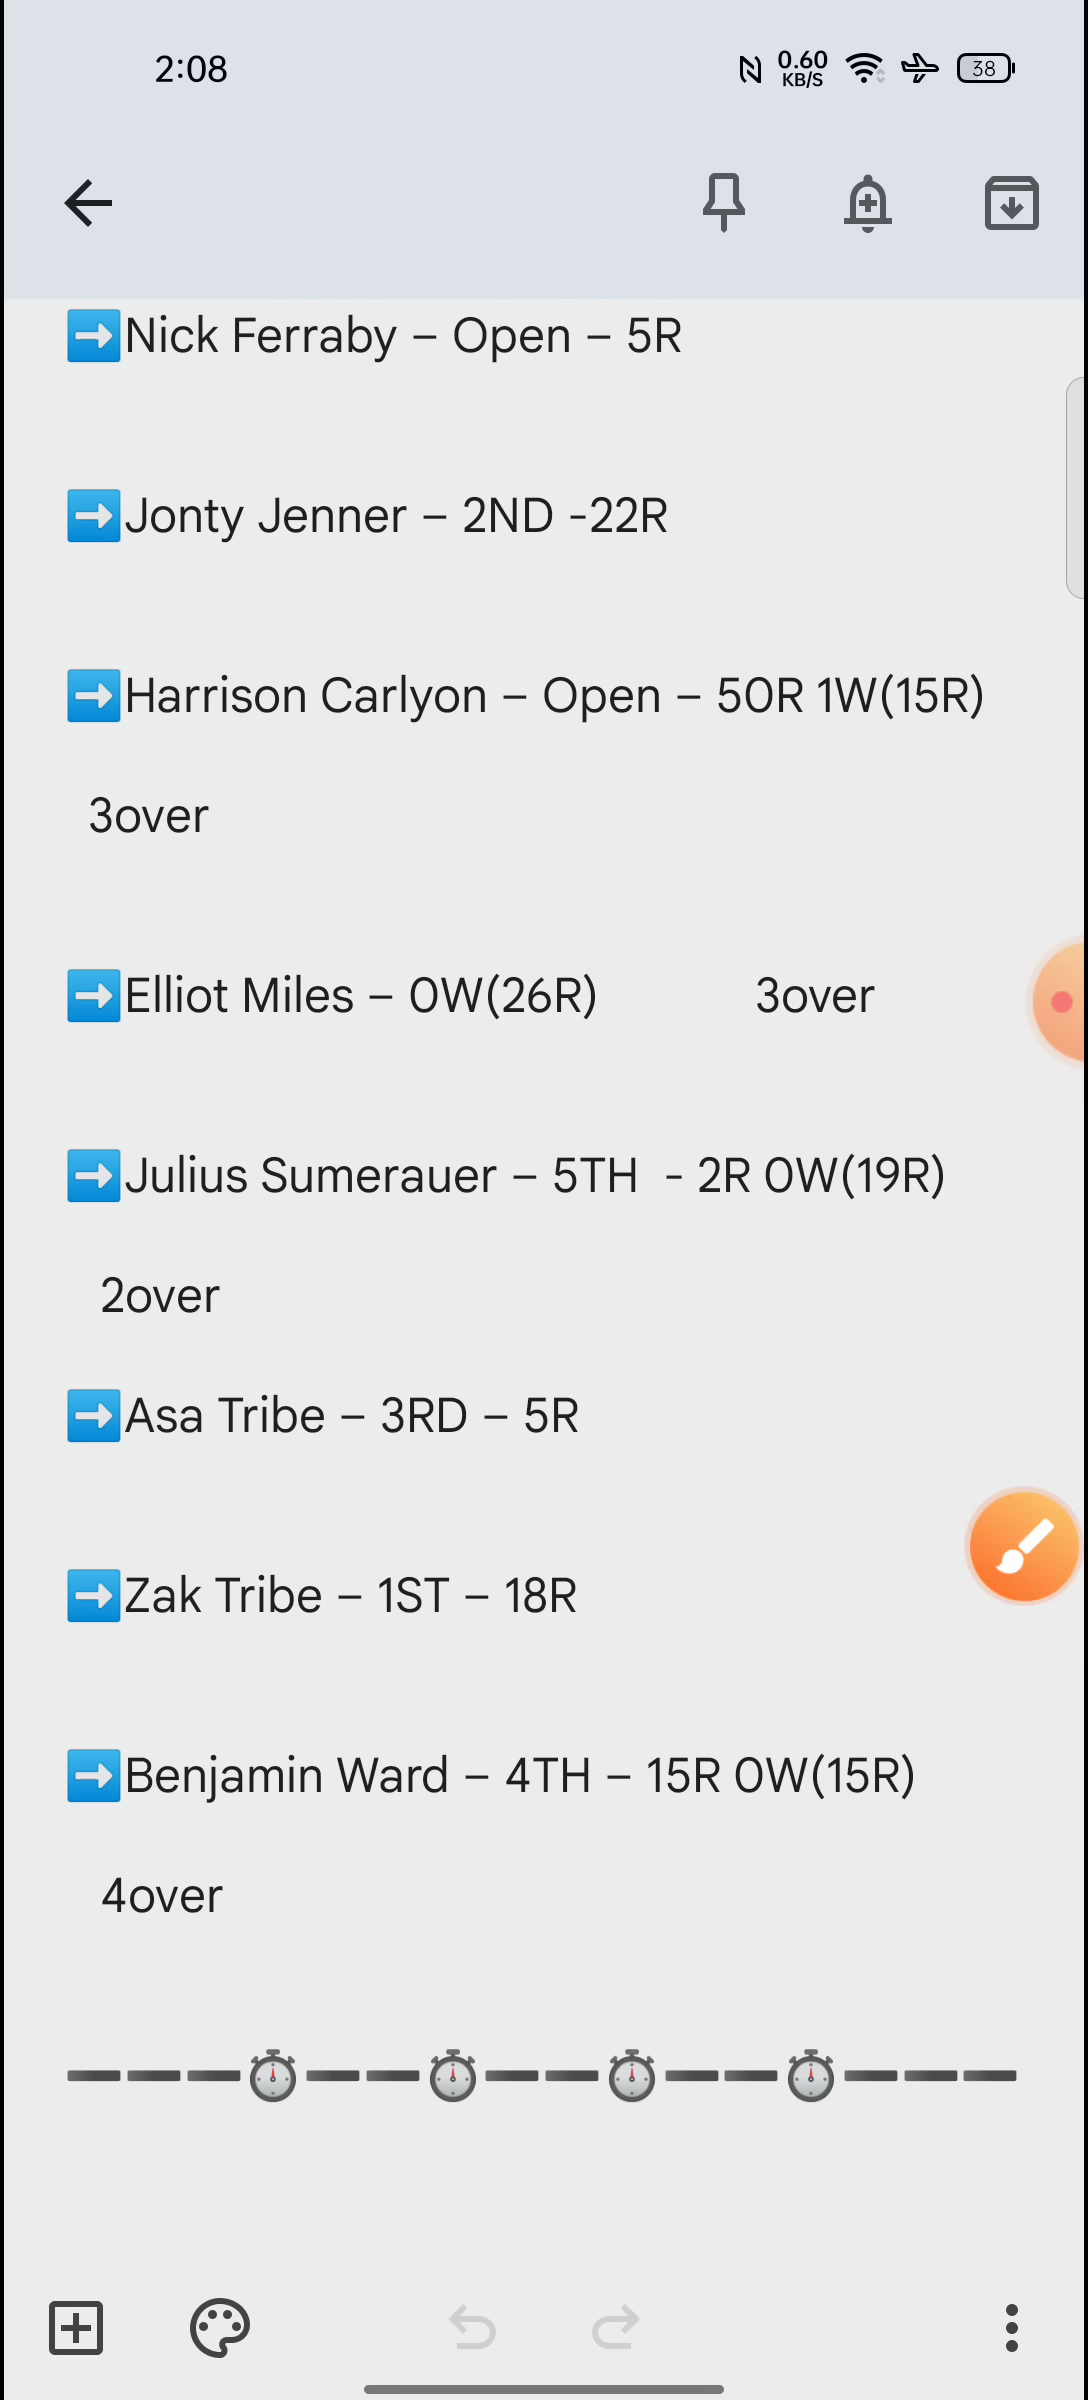 2:08
0.60
KB/S
38
➡️Nick Ferraby – Open – 5R
➡️Jonty Jenner – 2ND -22R
➡️Harrison Carlyon – Open – 50R 1W(15R)
3over
➡️Elliot Miles – 0W(26R) 3over
➡️Julius Sumerauer – 5TH - 2R 0W(19R)
2over
➡️Asa Tribe – 3RD – 5R
➡️Zak Tribe – 1ST – 18R
➡️Benjamin Ward – 4TH – 15R 0W(15R)
4over
➖➖➖⏱➖➖⏱➖➖⏱➖➖⏱➖➖➖